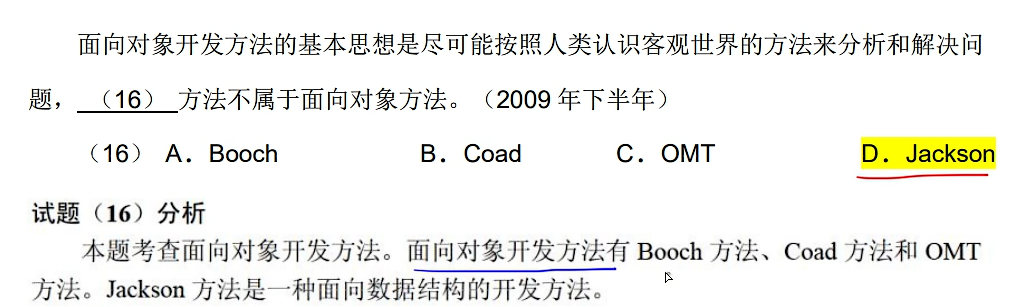 面向对象开发方法的基本思想是尽可能按照人类认识客观世界的方法来分析和解决问
题，（16）方法不属于面向对象方法。（2009 年下半年）
（16） A．Booch B．Coad C．OMT D．Jackson
试题（16）分析
本题考查面向对象开发方法。面向对象开发方法有 Booch 方法、Coad 方法和 OMT
方法。Jackson 方法是一种面向数据结构的开发方法。